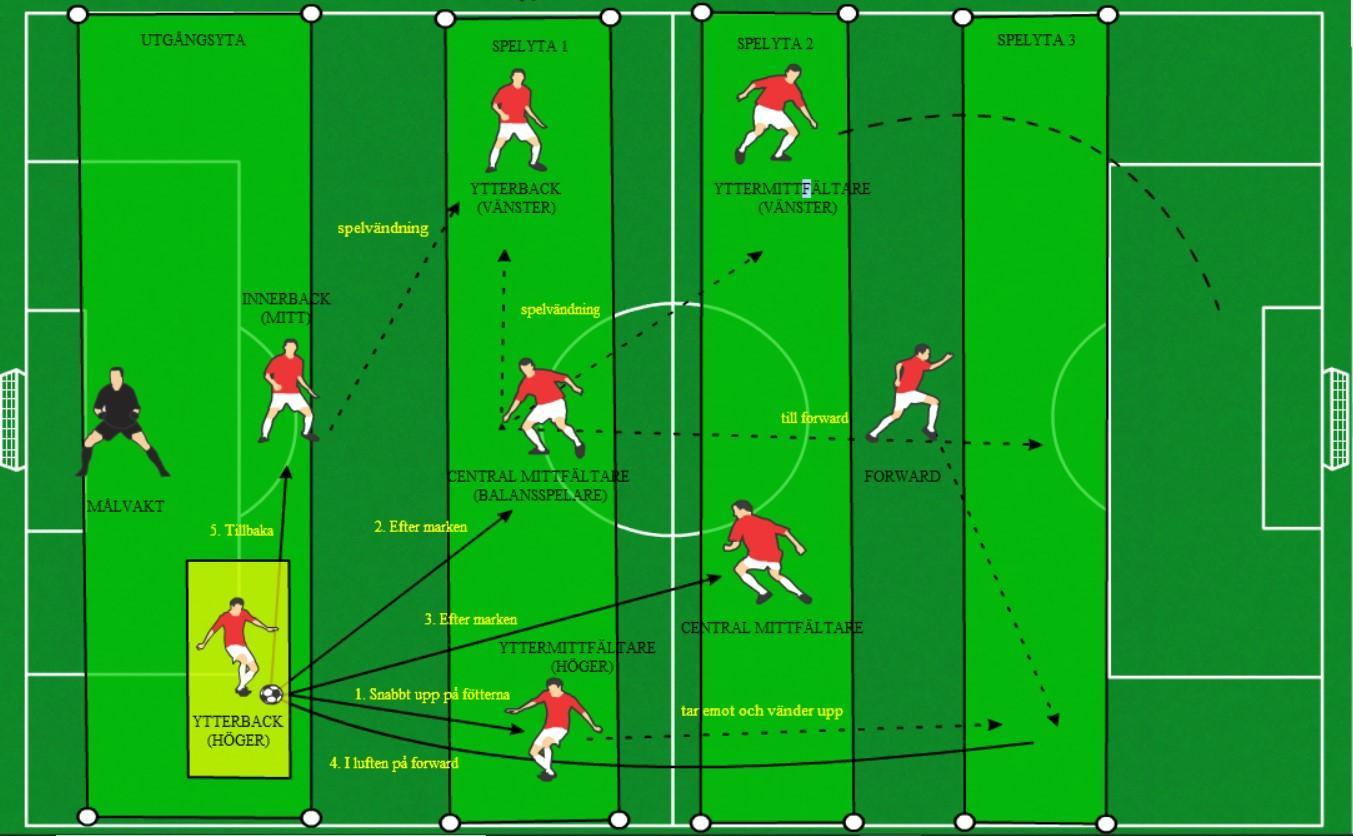 UTGÅNGSYTA
SPELYTA 1
SPELYTA 2
SPELYTA 3
YTTERBACK
(VÄNSTER)
YTTERMITTFÄLTARE
(VÄNSTER)
spelvändning
INNERBACK
(MITT)
spelvändning
till forward
MÅLVAKT
CENTRAL MITTFÄLTARE
(BALANSSPELARE)
FORWARD
5. Tillbaka
2. Efter marken
3. Efter marken
CENTRAL MITTFÄLTARE
YTTERMITTFÄLTARE
(HÖGER)
1. Snabbt upp på fötterna
tar emot och vänder upp
YTTERBACK
(HÖGER)
4. I luften på forward